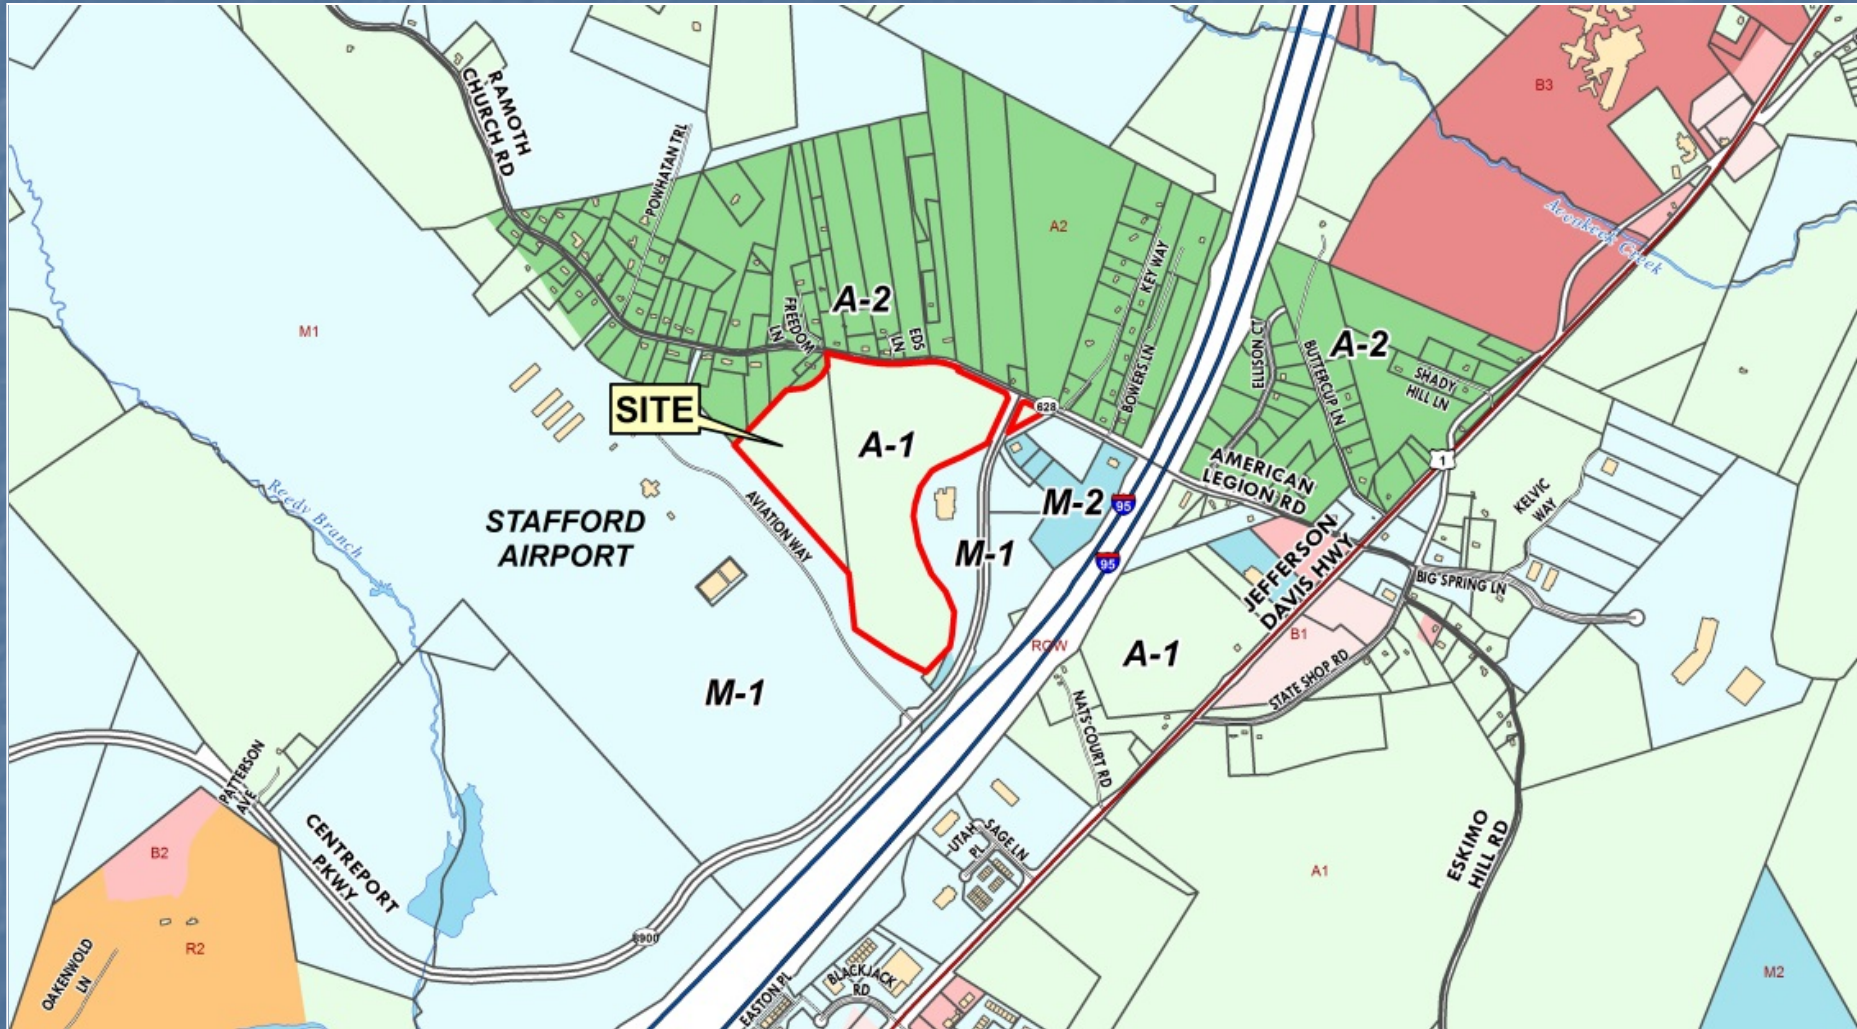 RAMOTH
CHURCH RD
POWHATAN TRL
B3
Accokeek Creek
A2
KEY WAY
BOWERS LN
A-2
FREEDOM
LN
EDS
LN
M1
ELLISON CT
BUTTERCUP LN
A-2
SHADY
HILL LN
SITE
628
A-1
1
AMERICAN
LEGION RD
KELVIC
WAY
M-2
95
95
Reedy Branch
AVIATION WAY
STAFFORD
AIRPORT
M-1
JEFFERSON
DAVIS HWY
BIG SPRING LN
B1
ROW
A-1
STATE SHOP RD
M-1
NATS COURT RD
PATTERSON
AVE
CENTREPORT
PKWY
B2
UTAH
PL
SAGE LN
ESKIMO
HILL RD
A1
R2
8900
OAKENWOLD
LN
BLACKJACK
RD
EASTON PL
M2